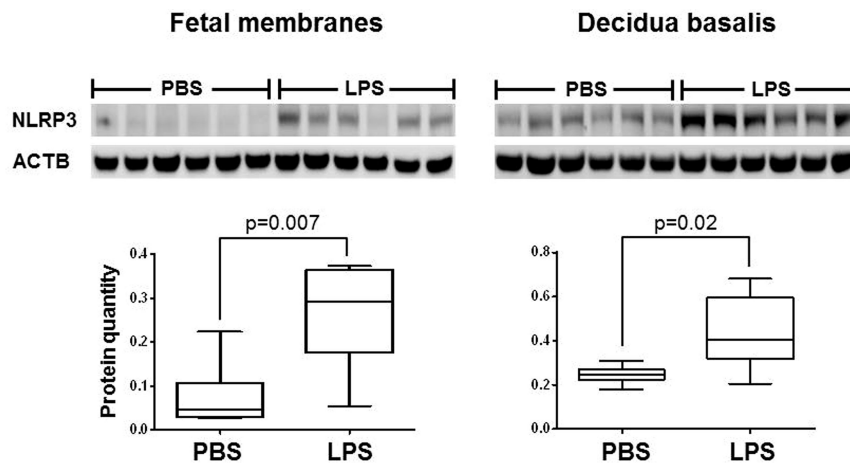 Fetal membranes Decidua basalis
PBS LPS PBS LPS
NLRP3
ACTB
p=0.007 p=0.02
Protein quantity
0.4
0.3
0.2
0.1
0.0
0.8
0.6
0.4
0.2
0.0
PBS LPS PBS LPS